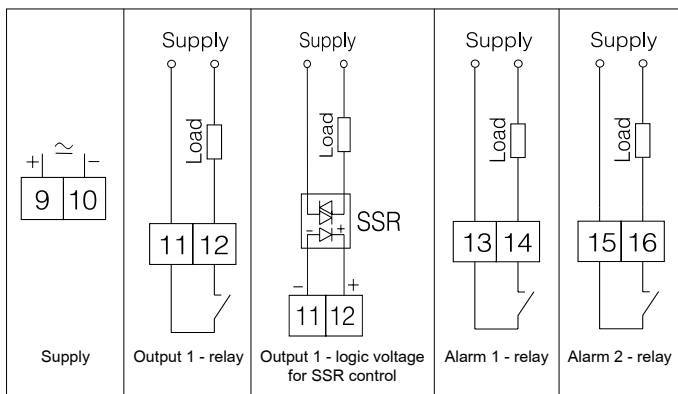 Supply
Supply
Supply
Supply
Load
Load
Load
Load
+ ≃ −
9 10
SSR
- +
11 12
13 14
15 16
− +
11 12
Supply
Output 1 - relay
Output 1 - logic voltage
for SSR control
Alarm 1 - relay
Alarm 2 - relay